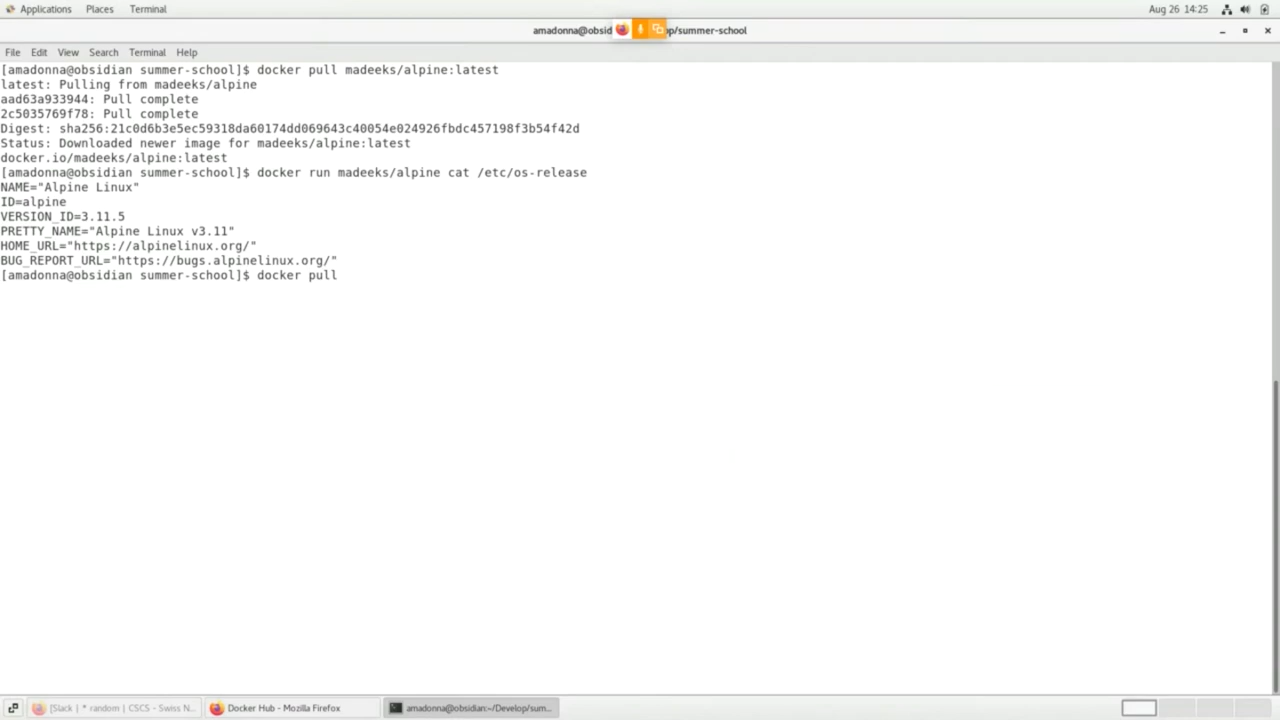 Applications Places Terminal Aug 26 14:25
amadonna@obsid op/summer-school
File Edit View Search Terminal Help
[amadonna@obsidian summer-school]$ docker pull madeeks/alpine:latest
latest: Pulling from madeeks/alpine
aad63a933944: Pull complete
2c5035769f78: Pull complete
Digest: sha256:21c0d6b3e5ec59318da60174dd069643c40054e024926fbdc457198f3b54f42d
Status: Downloaded newer image for madeeks/alpine:latest
docker.io/madeeks/alpine:latest
[amadonna@obsidian summer-school]$ docker run madeeks/alpine cat /etc/os-release
NAME="Alpine Linux"
ID=alpine
VERSION_ID=3.11.5
PRETTY_NAME="Alpine Linux v3.11"
HOME_URL="https://alpinelinux.org/"
BUG_REPORT_URL="https://bugs.alpinelinux.org/"
[amadonna@obsidian summer-school]$ docker pull
[Slack | * random | CSCS - Swiss N... Docker Hub - Mozilla Firefox amadonna@obsidian:~/Develop/sum...